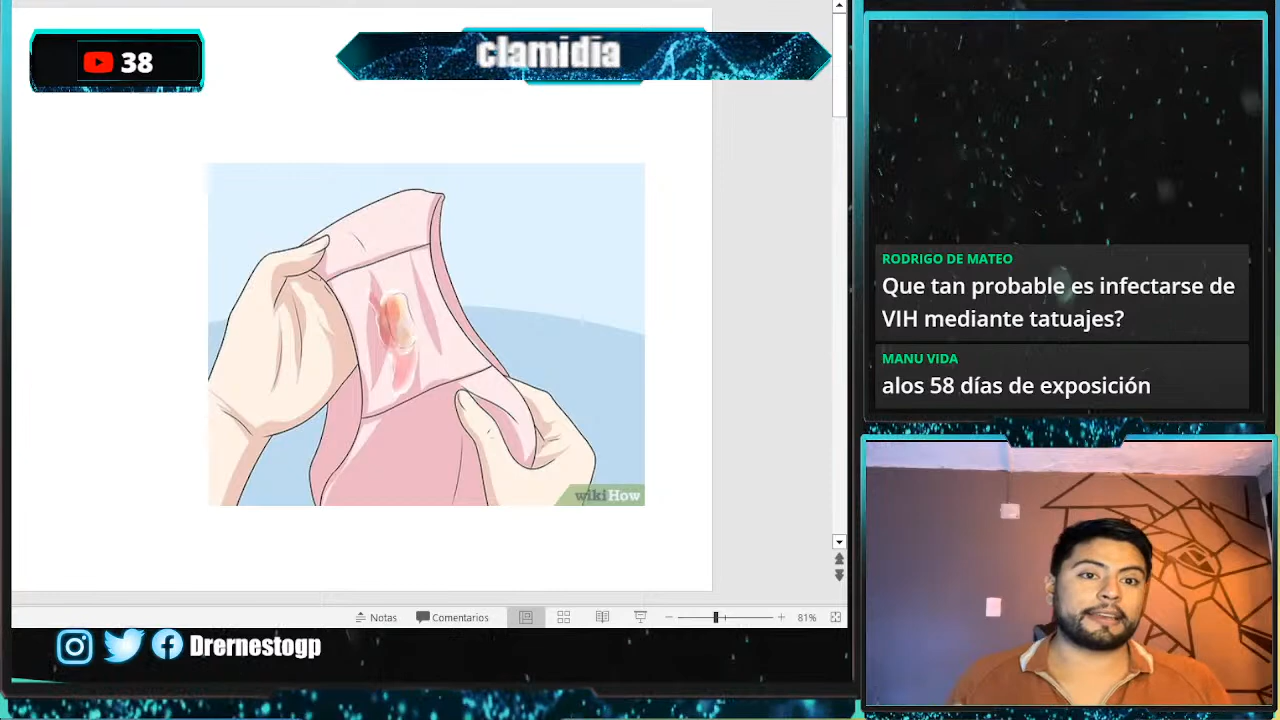 38
clamidia
RODRIGO DE MATEO
Que tan probable es infectarse de
VIH mediante tatuajes?
MANU VIDA
alos 58 días de exposición
wikiHow
Notas
Comentarios
81%
Drernestogp